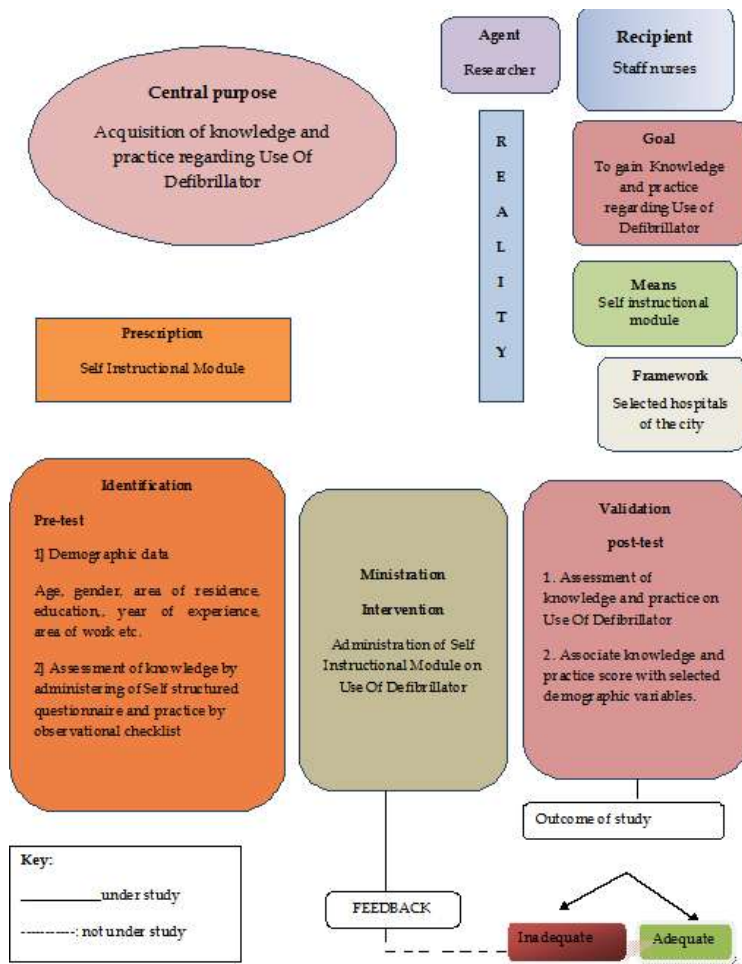 Central purpose
Acquisition of knowledge and
practice regarding Use Of
Defibrillator
Agent
Researcher
Recipient
Staff nurses
R
E
A
L
I
T
Y
Goal
To gain Knowledge
and practice
regarding Use of
Defibrillator
Means
Self instructional
module
Framework
Selected hospitals
of the city
Prescription
Self Instructional Module
Identification
Pre-test
1] Demographic data
Age, gender, area of residence,
education,. year of experience,
area of work etc.
2] Assessment of knowledge by
administering of Self structured
questionnaire and practice by
observational checklist
Ministration
Intervention
Administration of Self
Instructional Module on
Use Of Defibrillator
Validation
post-test
1. Assessment of
knowledge and practice on
Use Of Defibrillator
2. Associate knowledge and
practice score with selected
demographic variables.
Outcome of study
Key:
__________under study
----------: not under study
FEEDBACK
Inadequate
Adequate